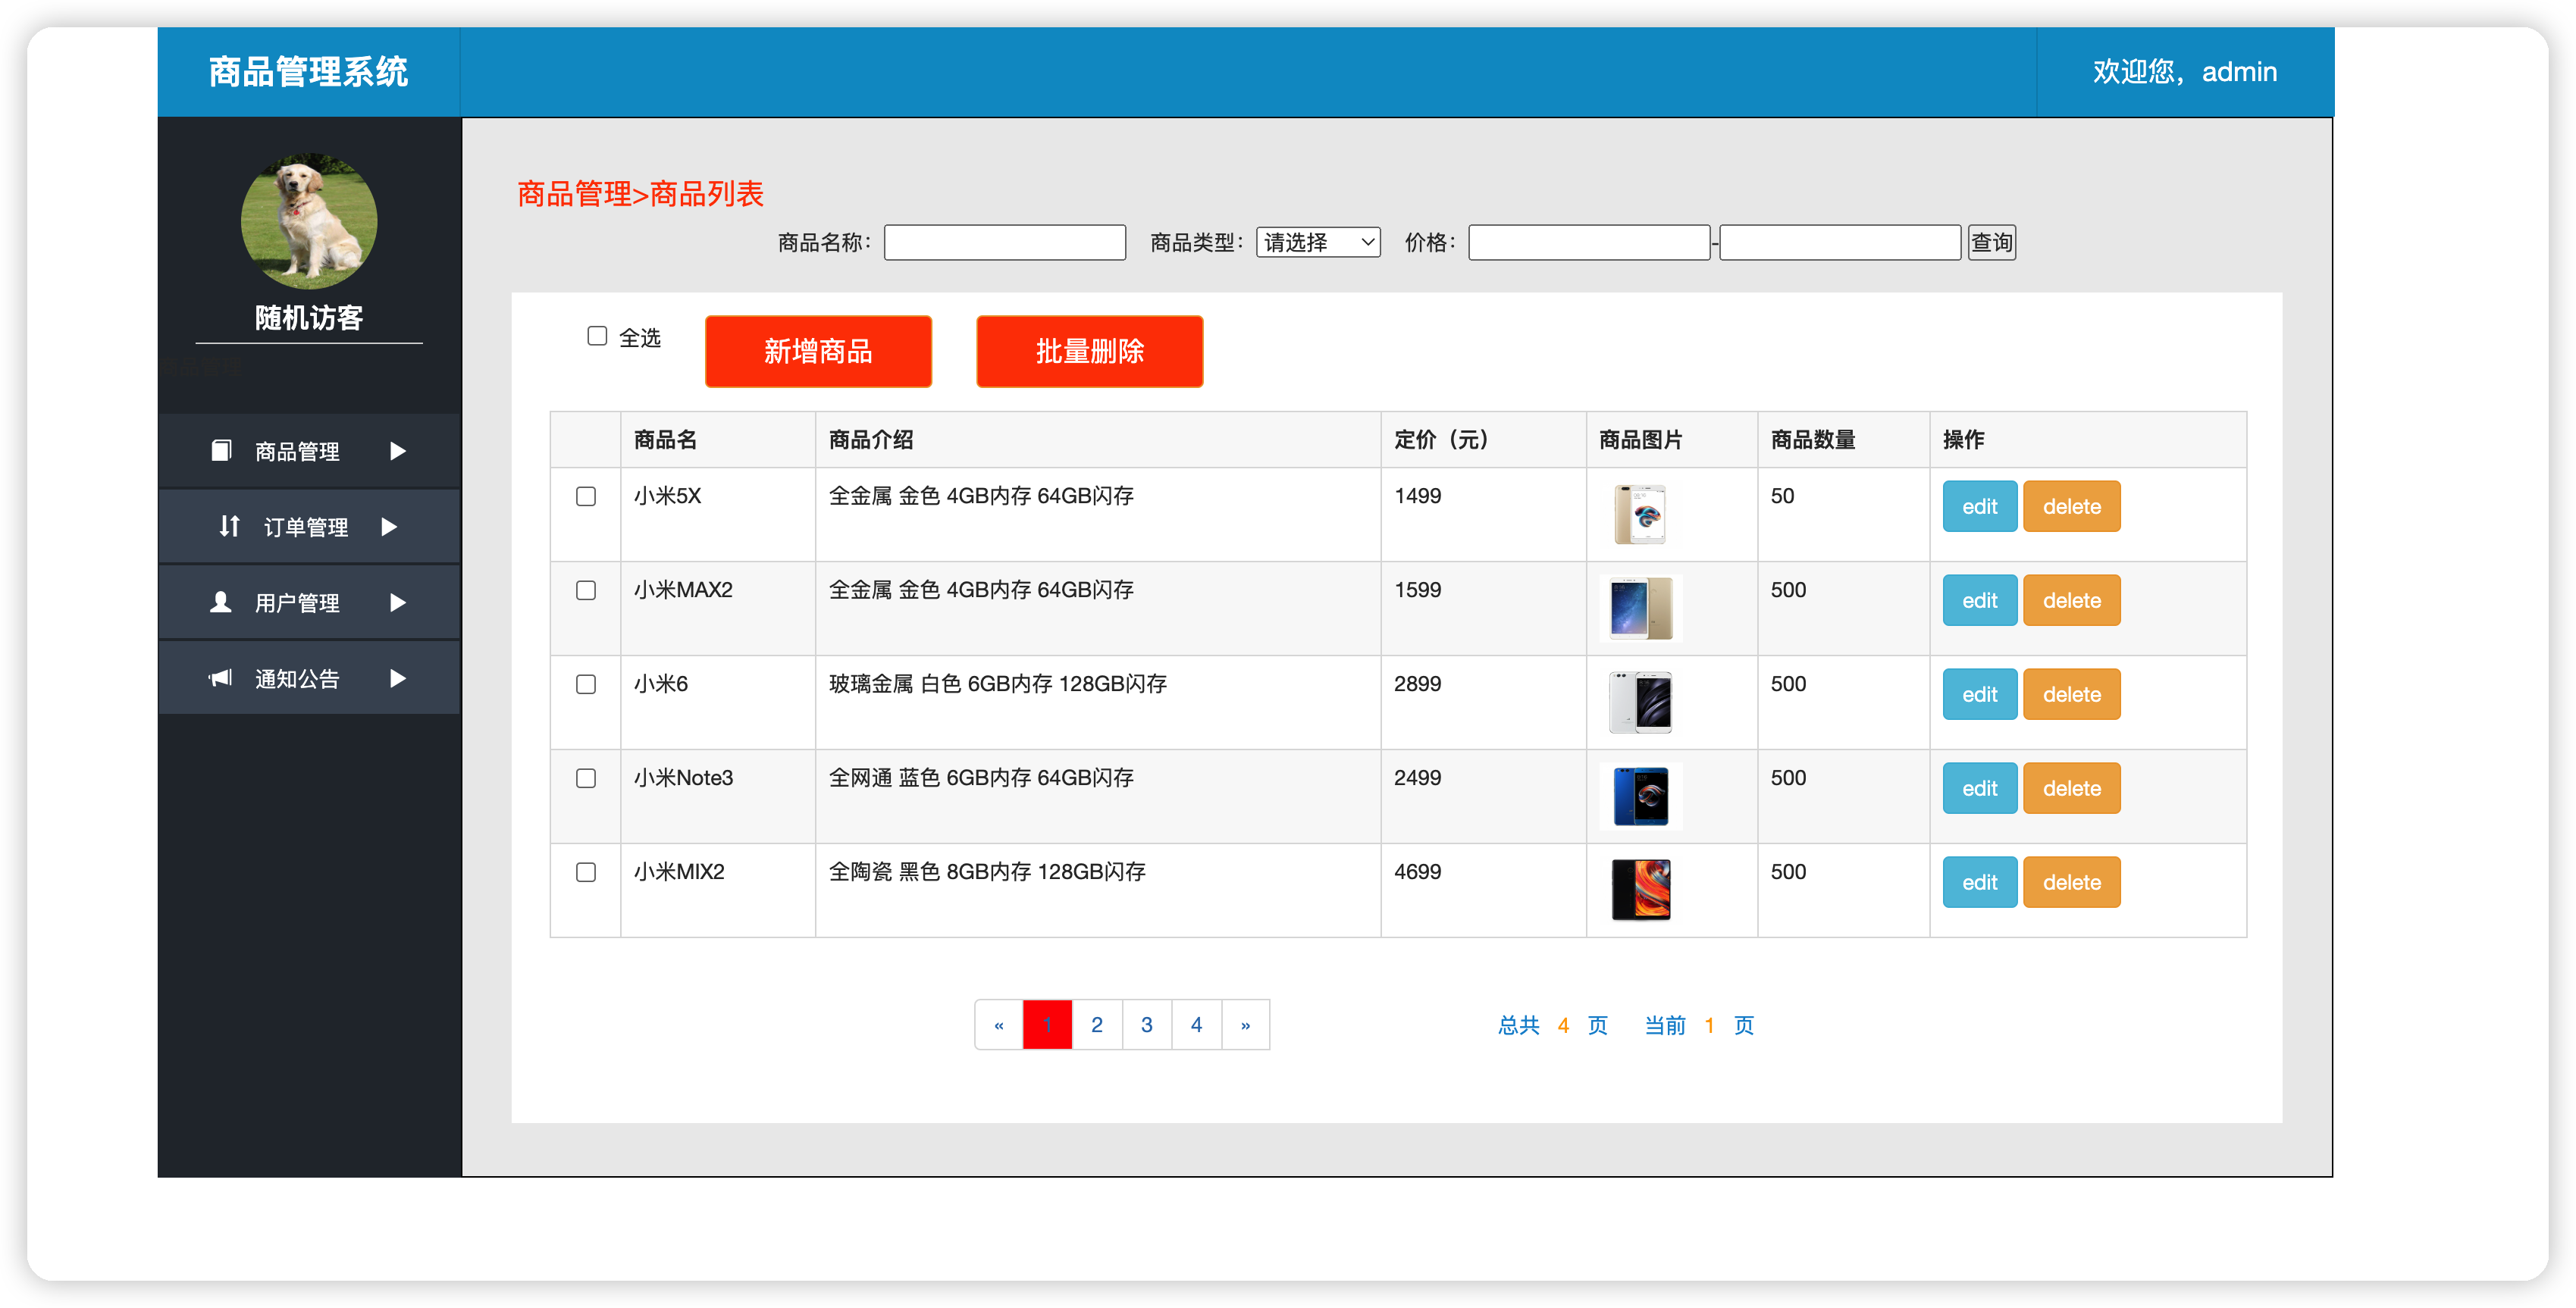 商品管理系统
欢迎您，admin
随机访客
商品管理
商品管理 ▶
订单管理 ▶
用户管理 ▶
通知公告 ▶
商品管理>商品列表
商品名称： 商品类型： 请选择 价格： - 查询
全选 新增商品 批量删除
商品名 商品介绍 定价（元） 商品图片 商品数量 操作
小米5X 全金属 金色 4GB内存 64GB闪存 1499 50 edit delete
小米MAX2 全金属 金色 4GB内存 64GB闪存 1599 500 edit delete
小米6 玻璃金属 白色 6GB内存 128GB闪存 2899 500 edit delete
小米Note3 全网通 蓝色 6GB内存 64GB闪存 2499 500 edit delete
小米MIX2 全陶瓷 黑色 8GB内存 128GB闪存 4699 500 edit delete
« 1 2 3 4 » 总共 4 页 当前 1 页